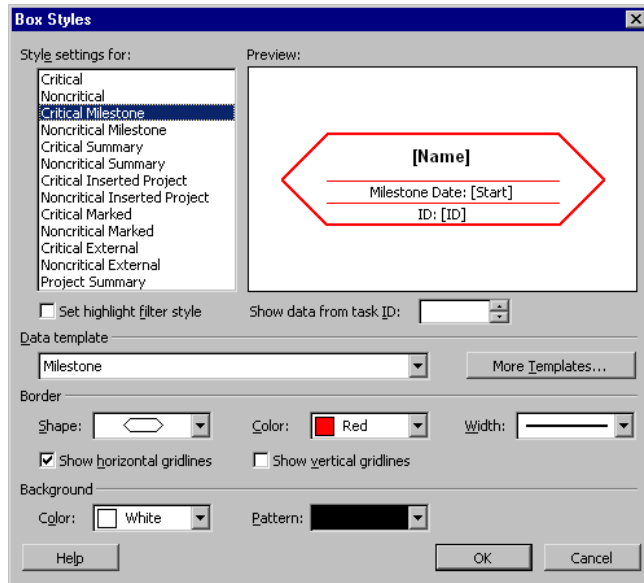 Box Styles
Style settings for:
Preview:
Critical
Noncritical
Critical Milestone
Noncritical Milestone
Critical Summary
Noncritical Summary
Critical Inserted Project
Noncritical Inserted Project
Critical Marked
Noncritical Marked
Critical External
Noncritical External
Project Summary
[Name]
Milestone Date: [Start]
ID: [ID]
Set highlight filter style
Show data from task ID:
Data template
Milestone
More Templates...
Border
Shape:
Color:
Red
Width:
Show horizontal gridlines
Show vertical gridlines
Background
Color:
White
Pattern:
Help
OK
Cancel